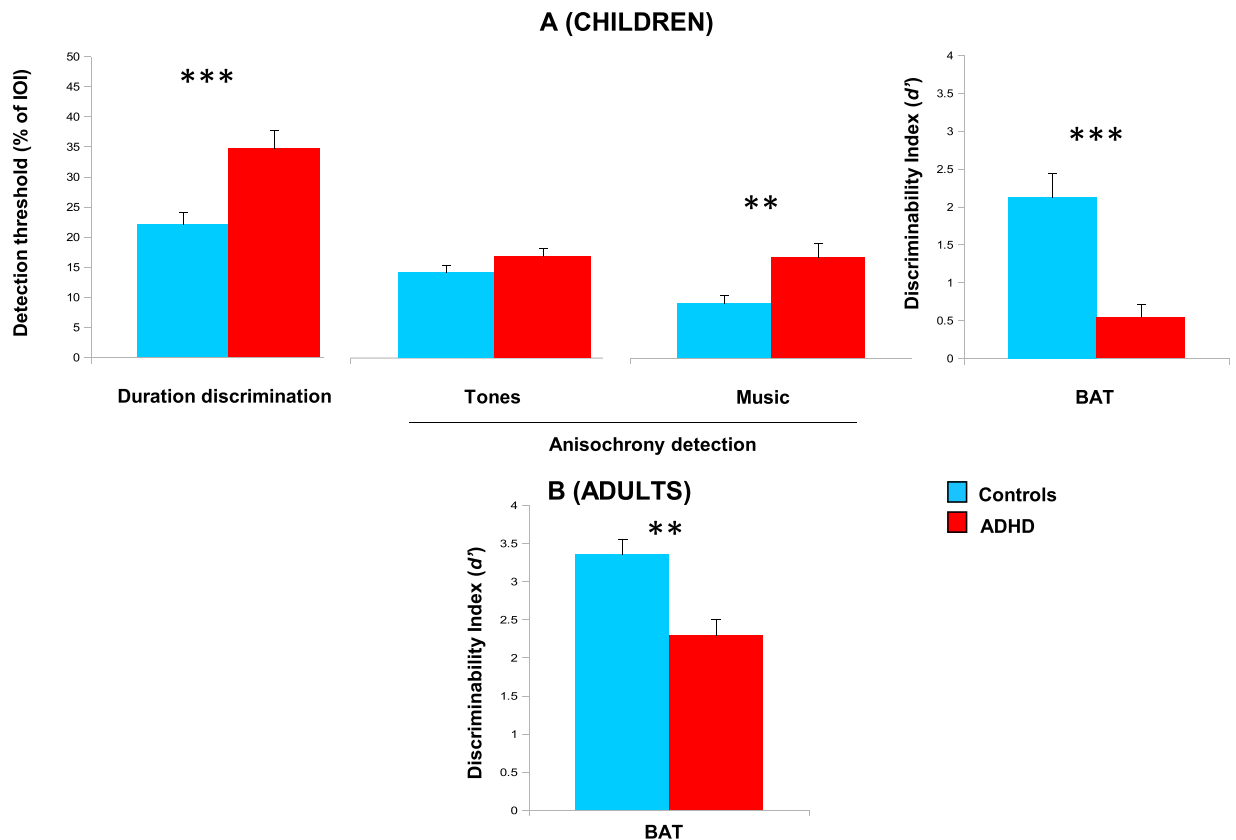 A (CHILDREN)
Detection threshold (% of IOI)
50
45
40
35
30
25
20
15
10
5
0
***
**
Discriminability Index (d’)
4
3.5
3
2.5
2
1.5
1
0.5
0
***
Duration discrimination
Tones
Music
BAT
Anisochrony detection
B (ADULTS)
Discriminability Index (d’)
4
3.5
3
2.5
2
1.5
1
0.5
0
**
BAT
Controls
ADHD